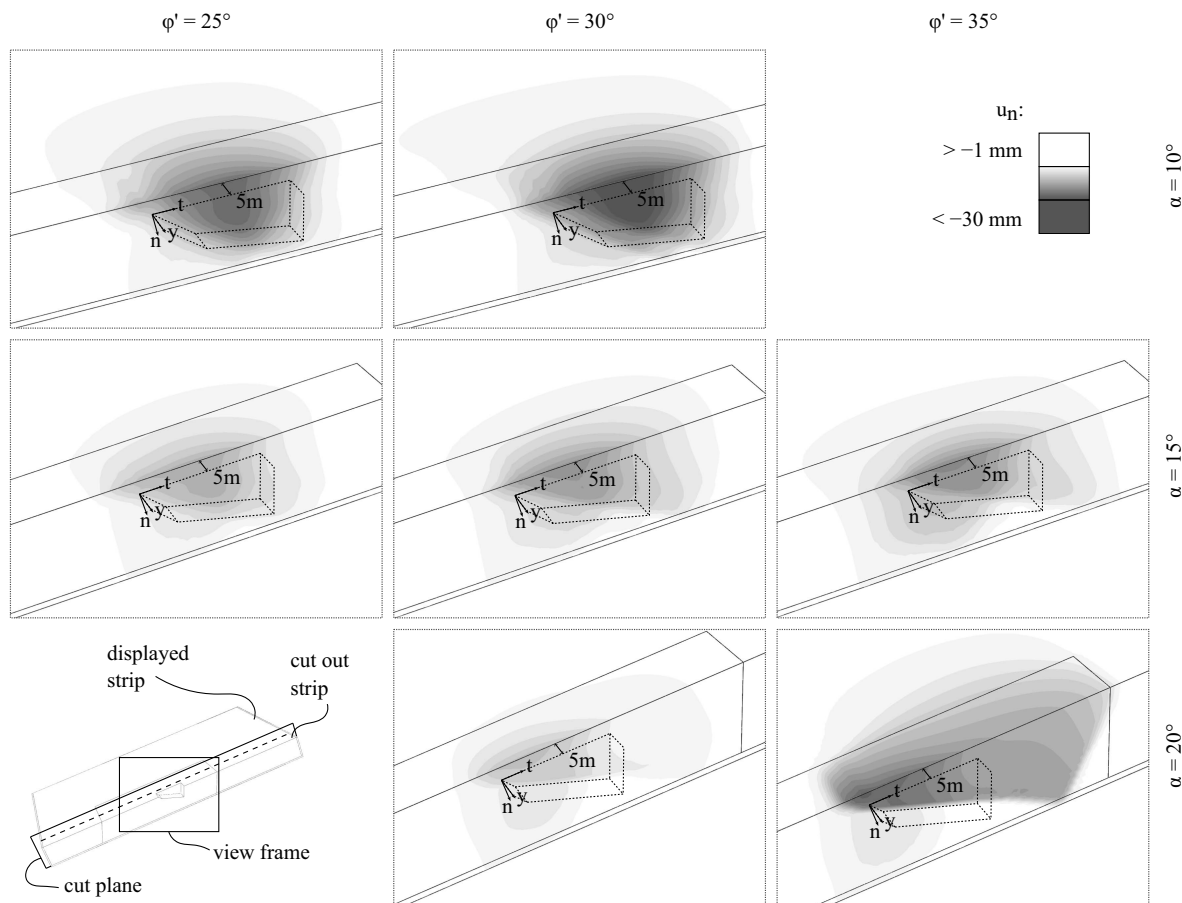 φ' = 25°
φ' = 30°
φ' = 35°
t
5m
n
y
t
5m
n
y
uₙ:
> −1 mm
< −30 mm
α = 10°
t
5m
n
y
t
5m
n
y
t
5m
n
y
α = 15°
displayed
strip
cut out
strip
view frame
cut plane
t
5m
n
y
t
5m
n
y
α = 20°